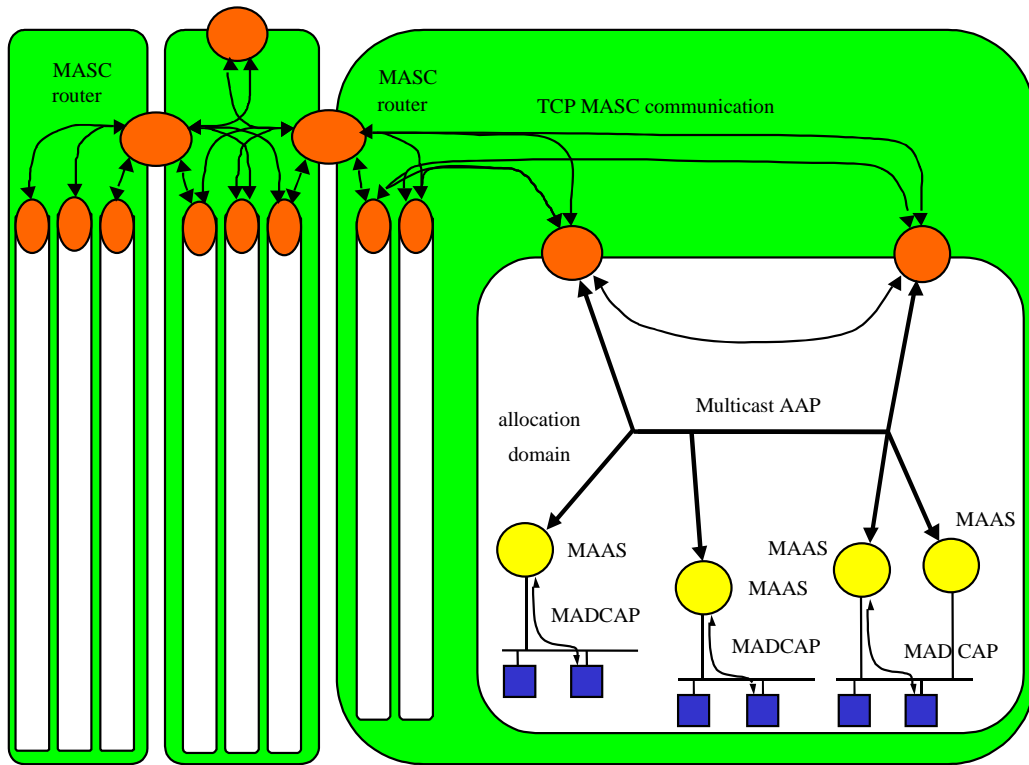 MASC
router
MASC
router
TCP MASC communication
Multicast AAP
allocation
domain
MAAS
MAAS
MAAS
MAAS
MADCAP
MADCAP
MAD CAP